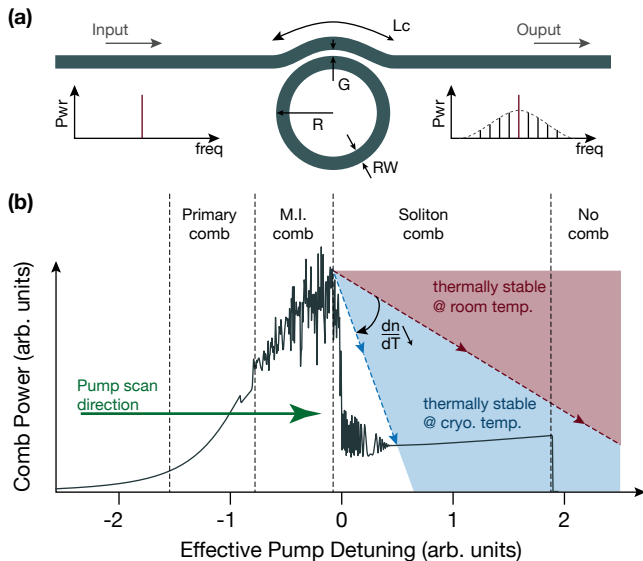 (a)
Input
Lc
Ouput
G
R
RW
Pwr
freq
Pwr
freq
(b)
Primary
comb
M.I.
comb
Soliton
comb
No
comb
thermally stable
@ room temp.
dn
dT
Pump scan
direction
thermally stable
@ cryo. temp.
Comb Power (arb. units)
-2
-1
0
1
2
Effective Pump Detuning (arb. units)